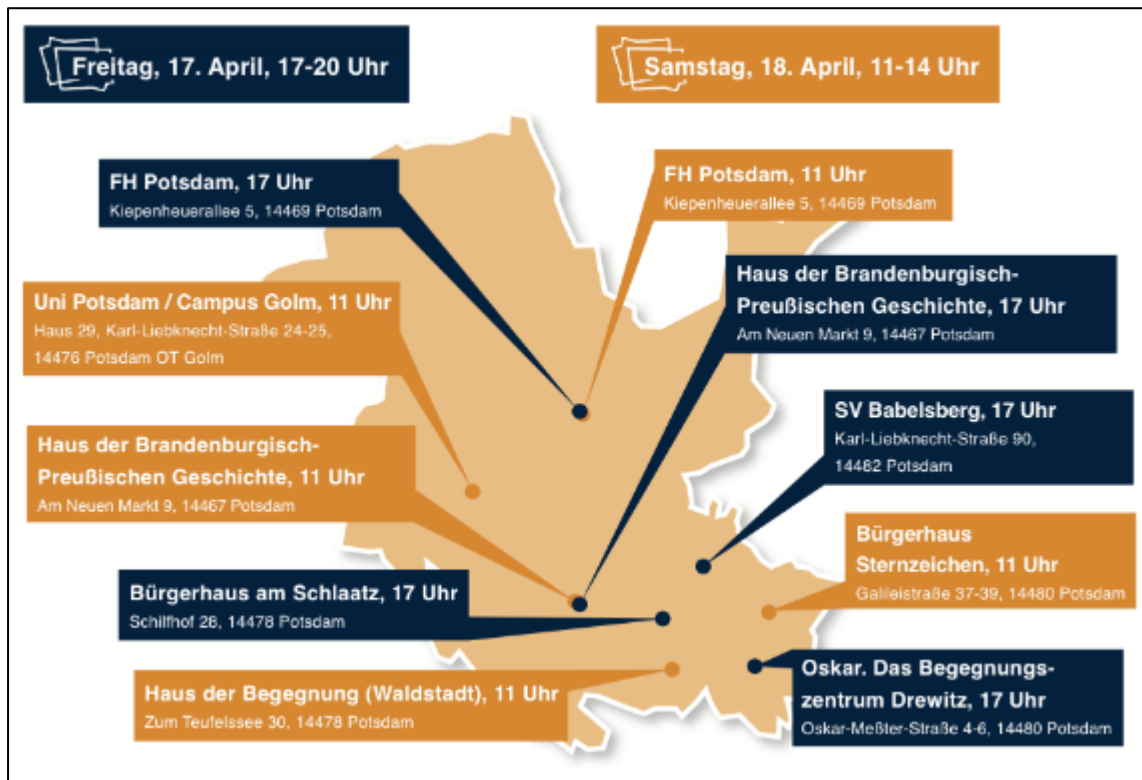 Freitag, 17. April, 17-20 Uhr
Samstag, 18. April, 11-14 Uhr
FH Potsdam, 17 Uhr
Kiepenheuerallee 5, 14469 Potsdam
FH Potsdam, 11 Uhr
Kiepenheuerallee 5, 14469 Potsdam
Haus der Brandenburgisch-
Preußischen Geschichte, 17 Uhr
Am Neuen Markt 9, 14467 Potsdam
Uni Potsdam / Campus Golm, 11 Uhr
Haus 29, Karl-Liebknecht-Straße 24-25,
14476 Potsdam OT Golm
SV Babelsberg, 17 Uhr
Karl-Liebknecht-Straße 90,
14482 Potsdam
Haus der Brandenburgisch-
Preußischen Geschichte, 11 Uhr
Am Neuen Markt 9, 14467 Potsdam
Bürgerhaus
Sternzeichen, 11 Uhr
Galileistraße 37-39, 14480 Potsdam
Bürgerhaus am Schlaatz, 17 Uhr
Schilfhof 28, 14478 Potsdam
Haus der Begegnung (Waldstadt), 11 Uhr
Zum Teufelssee 30, 14478 Potsdam
Oskar. Das Begegnungs-
zentrum Drewitz, 17 Uhr
Oskar-Meßter-Straße 4-6, 14480 Potsdam